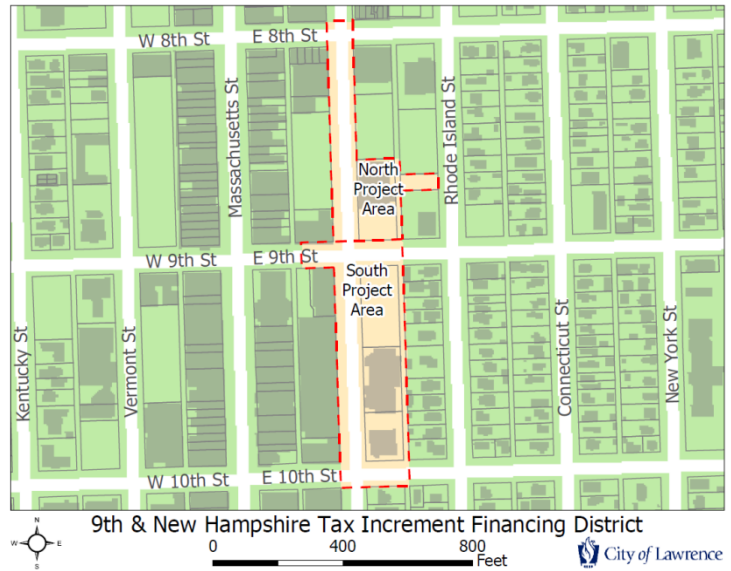 W 8th St
E 8th St
Massachusetts St
Rhode Island St
North
Project
Area
W 9th St
E 9th St
South
Project
Area
Kentucky St
Vermont St
Connecticut St
New York St
W 10th St
E 10th St
9th & New Hampshire Tax Increment Financing District
N
W
E
S
0
400
800
Feet
City of Lawrence